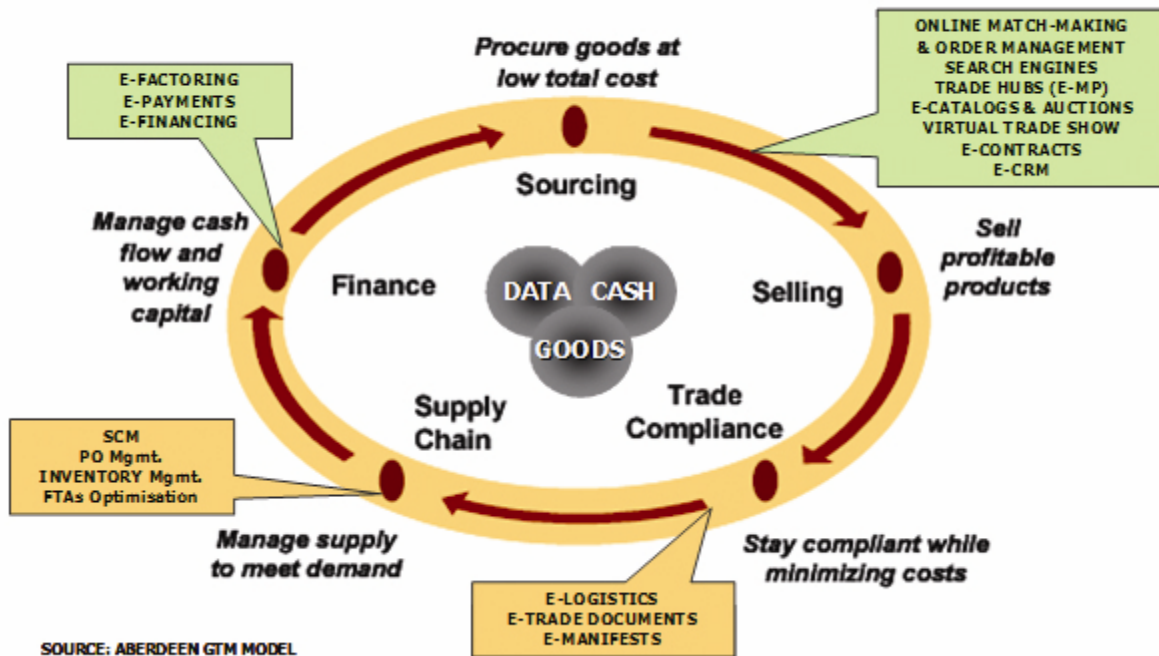 Procure goods at
low total cost
ONLINE MATCH-MAKING
& ORDER MANAGEMENT
SEARCH ENGINES
TRADE HUBS (E-MP)
E-CATALOGS & AUCTIONS
VIRTUAL TRADE SHOW
E-CONTRACTS
E-CRM
E-FACTORING
E-PAYMENTS
E-FINANCING
Sourcing
Manage cash
flow and
working
capital
Finance
DATA
CASH
GOODS
Selling
Sell
profitable
products
Supply
Chain
Trade
Compliance
SCM
PO Mgmt.
INVENTORY Mgmt.
FTAs Optimisation
Manage supply
to meet demand
Stay compliant while
minimizing costs
E-LOGISTICS
E-TRADE DOCUMENTS
E-MANIFESTS
SOURCE: ABERDEEN GTM MODEL